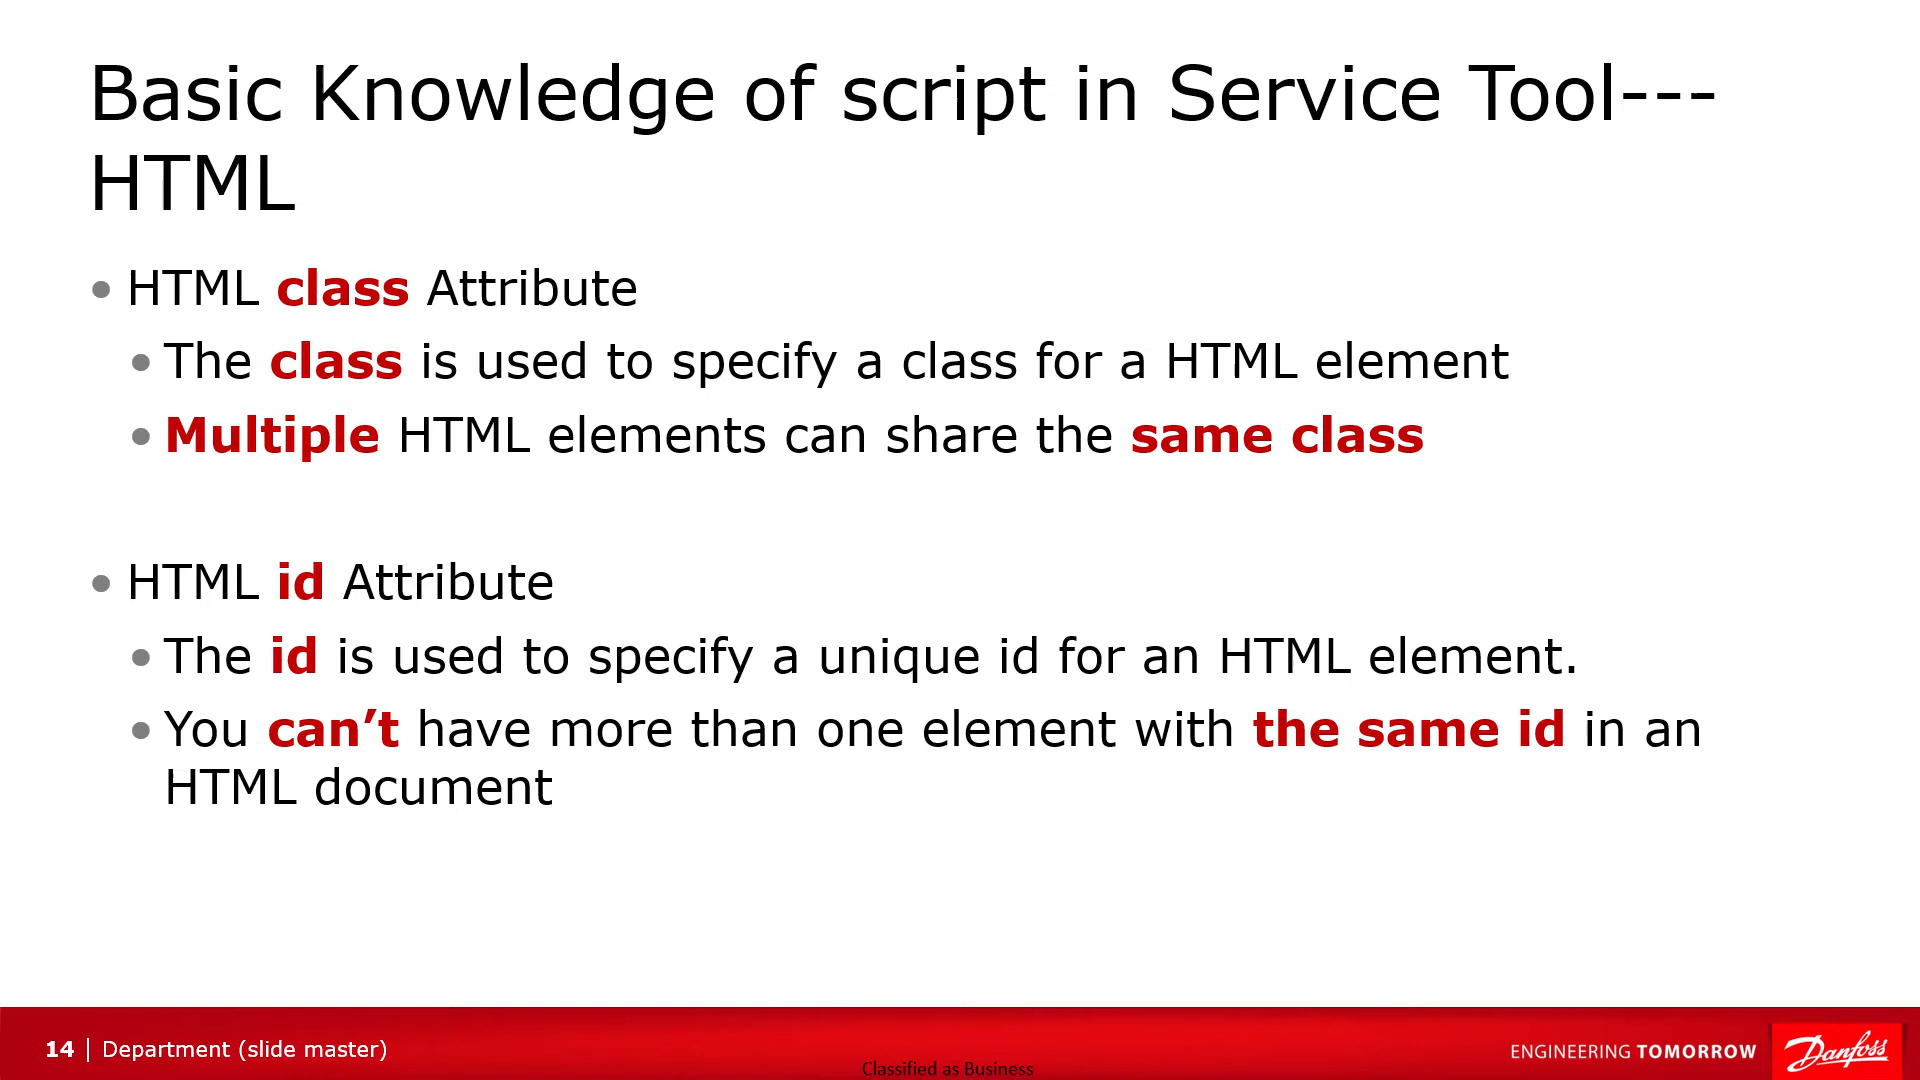 Basic Knowledge of script in Service Tool---
HTML
• HTML class Attribute
• The class is used to specify a class for a HTML element
• Multiple HTML elements can share the same class
• HTML id Attribute
• The id is used to specify a unique id for an HTML element.
• You can’t have more than one element with the same id in an
HTML document
14 | Department (slide master)
Classified as Business
ENGINEERING TOMORROW
Danfoss